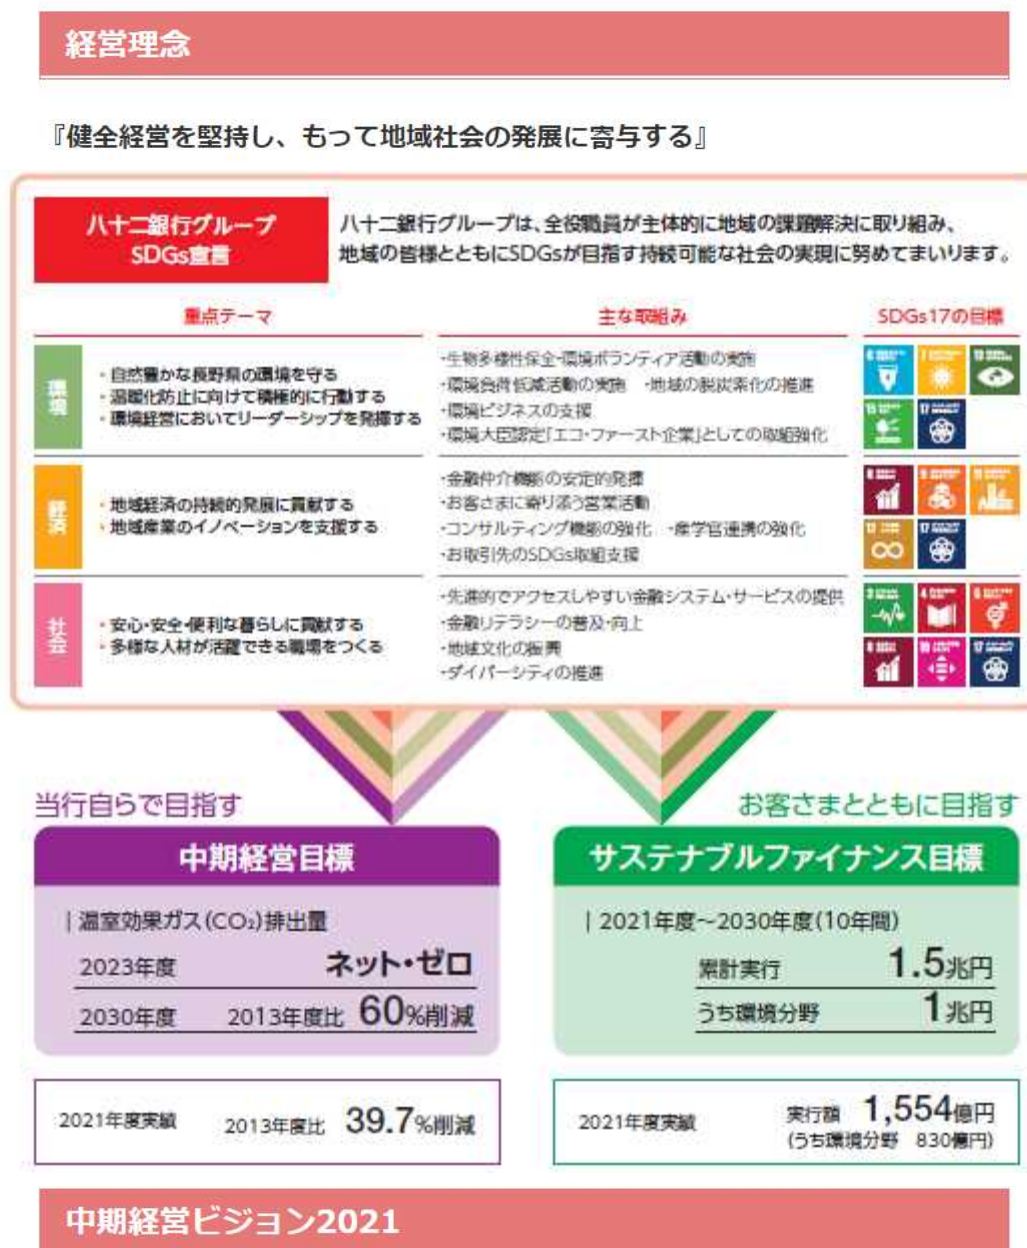 経営理念
『健全経営を堅持し、もって地域社会の発展に寄与する』
八十二銀行グループ
SDGs宣言
八十二銀行グループは、全役職員が主体的に地域の課題解決に取り組み、
地域の皆様とともにSDGsが目指す持続可能な社会の実現に努めてまいります。
重点テーマ
主な取組み
SDGs17の目標
環境
・自然豊かな長野県の環境を守る
・温暖化防止に向けて積極的に行動する
・環境経営においてリーダーシップを発揮する
・生物多様性保全・環境ボランティア活動の実施
・環境負荷低減活動の実施 ・地域の脱炭素化の推進
・環境ビジネスの支援
・環境大臣認定「エコ・ファースト企業」としての取組強化
6 7 13
15 17
経済
・地域経済の持続的発展に貢献する
・地域産業のイノベーションを支援する
・金融仲介機能の安定的発揮
・お客さまに寄り添う営業活動
・コンサルティング機能の強化 ・産学官連携の強化
・お取引先のSDGs取組支援
8 9 11
12 17
社会
・安心・安全・便利な暮らしに貢献する
・多様な人材が活躍できる職場をつくる
・先進的でアクセスしやすい金融システム・サービスの提供
・金融リテラシーの普及・向上
・地域文化の振興
・ダイバーシティの推進
3 4 5
8 10 17
当行自らで目指す
中期経営目標
|温室効果ガス(CO₂)排出量
2023年度 ネット・ゼロ
2030年度 2013年度比 60%削減
2021年度実績 2013年度比 39.7%削減
お客さまとともに目指す
サステナブルファイナンス目標
|2021年度～2030年度(10年間)
累計実行 1.5兆円
うち環境分野 1兆円
2021年度実績 実行額 1,554億円
(うち環境分野 830億円)
中期経営ビジョン2021